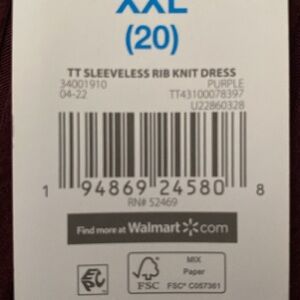 XXL
(20)
TT SLEEVELESS RIB KNIT DRESS
34001910 PURPLE
04-22 TT43100078397
U22860328
1 94869 24580 8
RN# 52469
Find more at Walmart.com
MIX
Paper
FSC
FSC® C057361